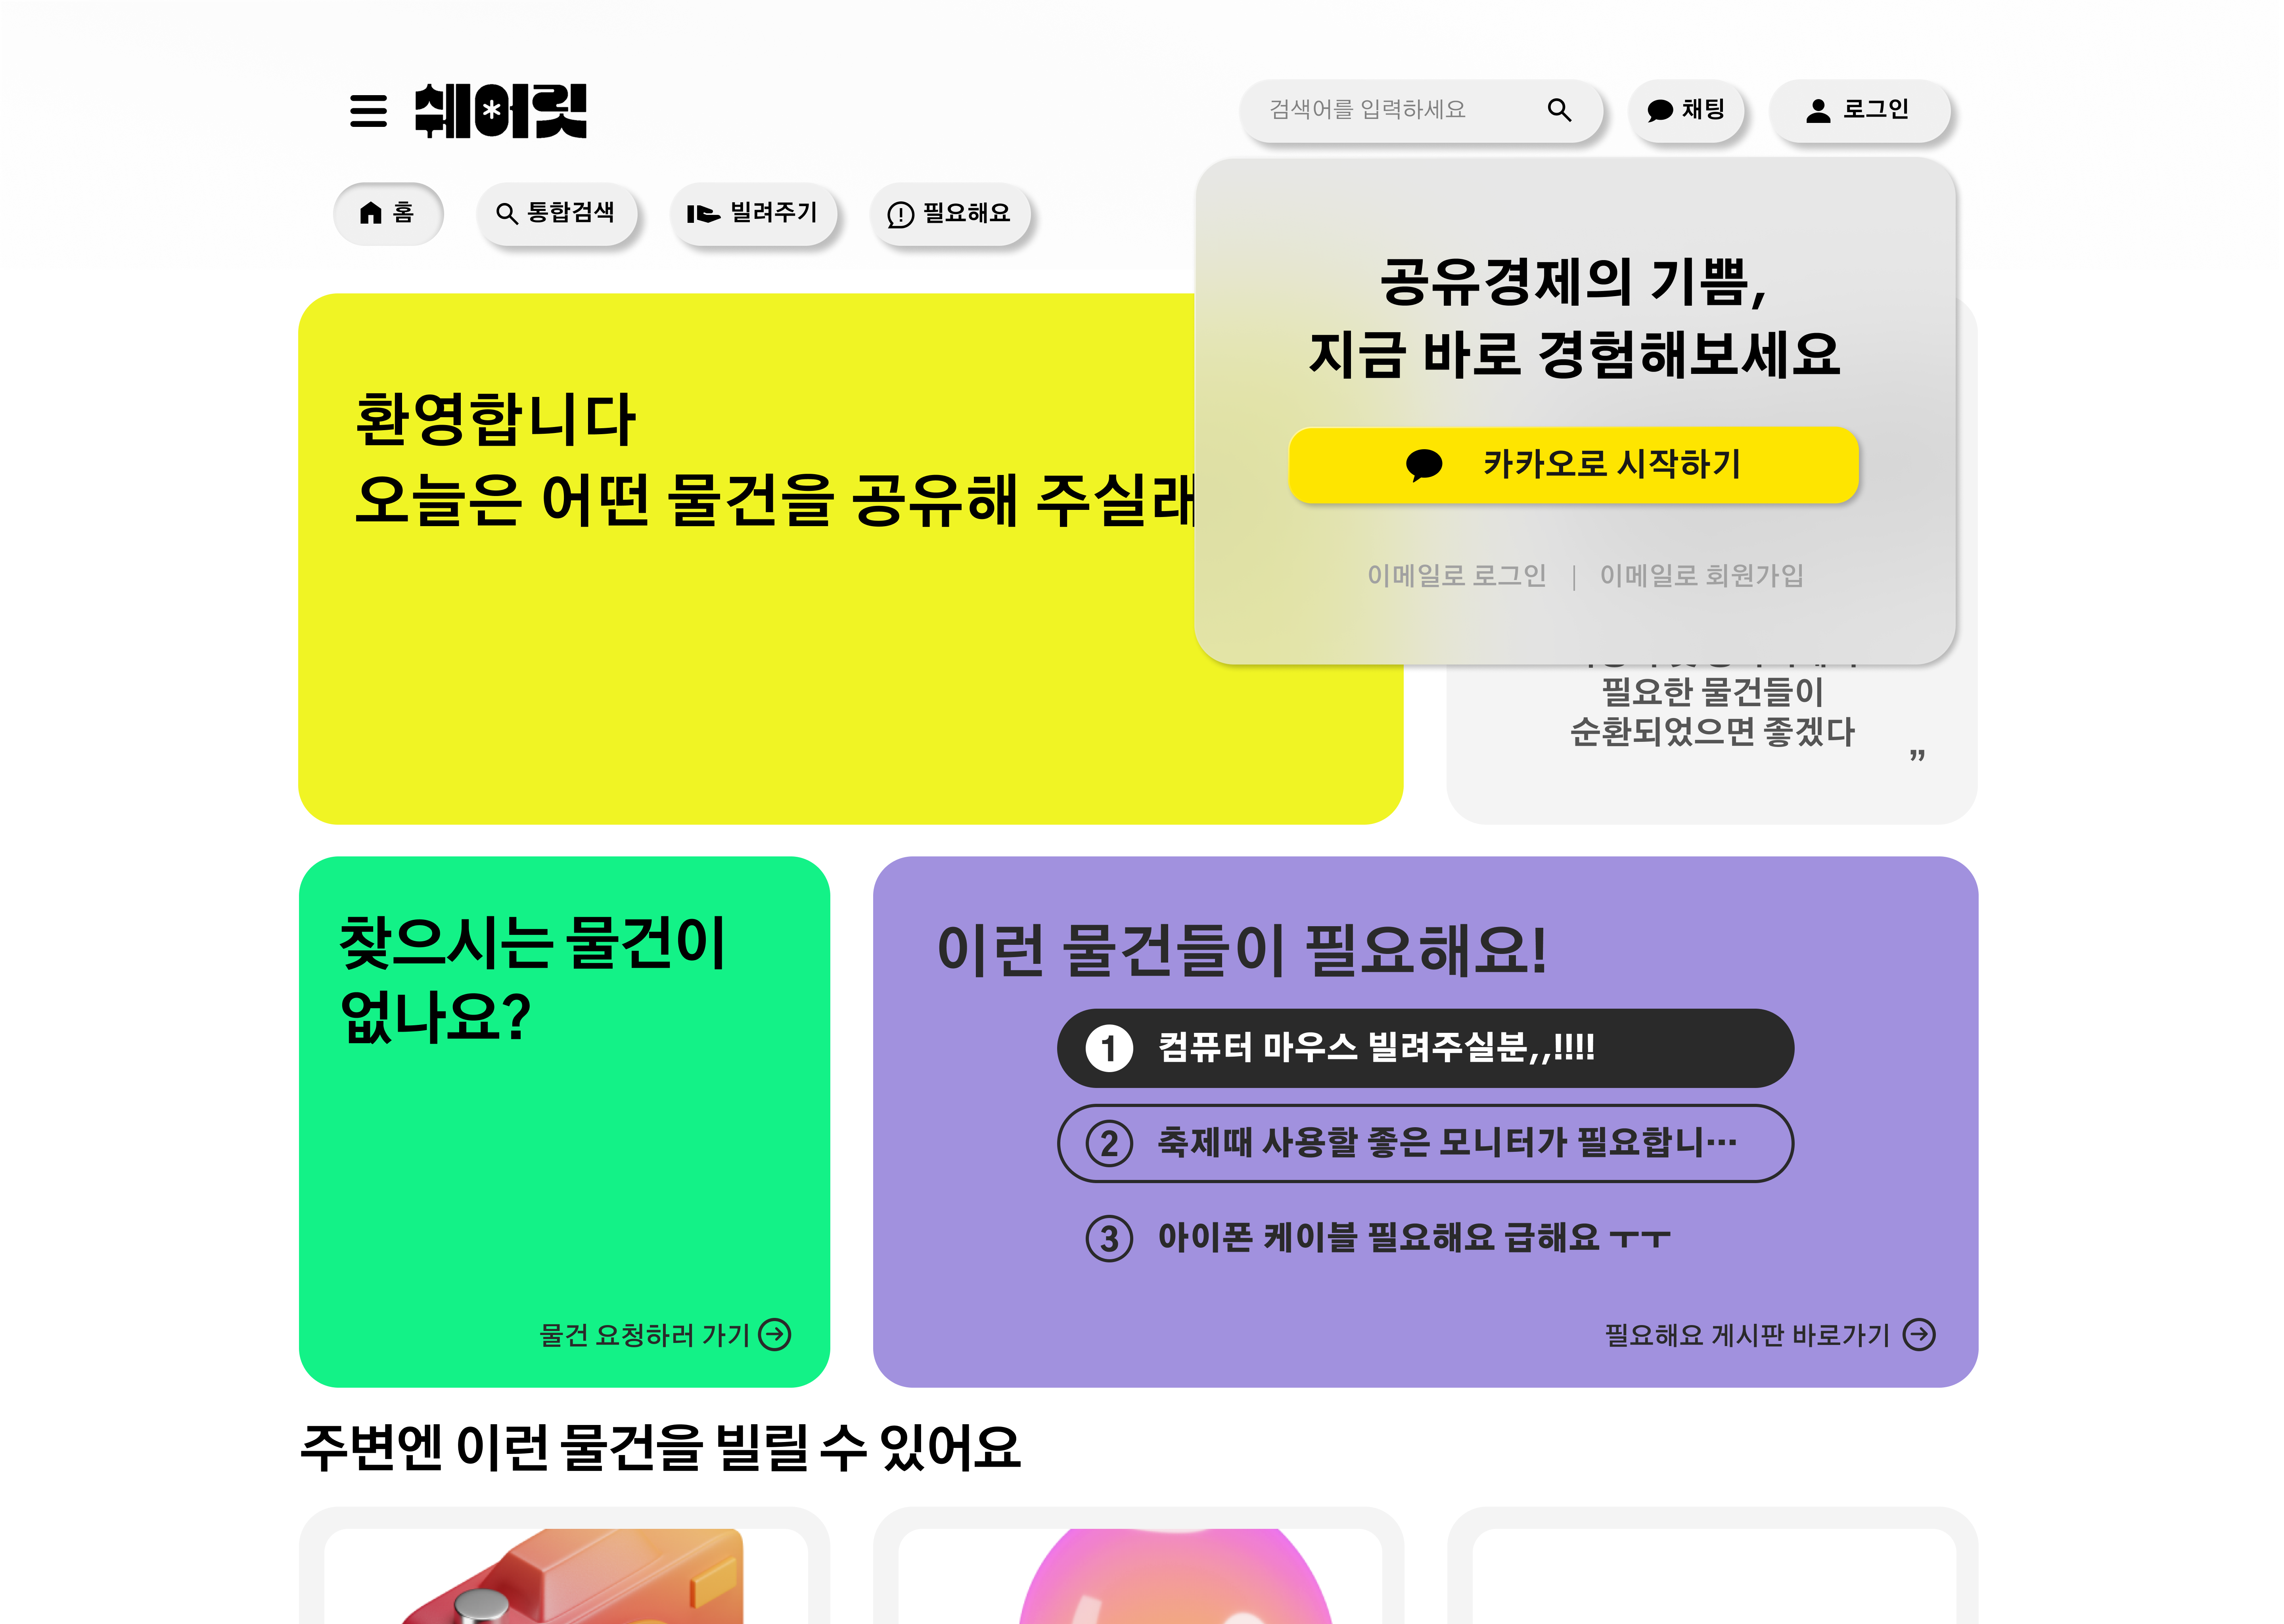 쉐어릿
검색어를 입력하세요
채팅
로그인
홈
통합검색
빌려주기
필요해요
공유경제의 기쁨,
지금 바로 경험해보세요
카카오로 시작하기
이메일로 로그인 | 이메일로 회원가입
환영합니다
오늘은 어떤 물건을 공유해 주실래
필요한 물건들이
순환되었으면 좋겠다
”
찾으시는 물건이
없나요?
물건 요청하러 가기
이런 물건들이 필요해요!
1 컴퓨터 마우스 빌려주실분,,!!!!
2 축제때 사용할 좋은 모니터가 필요합니…
3 아이폰 케이블 필요해요 급해요 ㅜㅜ
필요해요 게시판 바로가기
주변엔 이런 물건을 빌릴 수 있어요